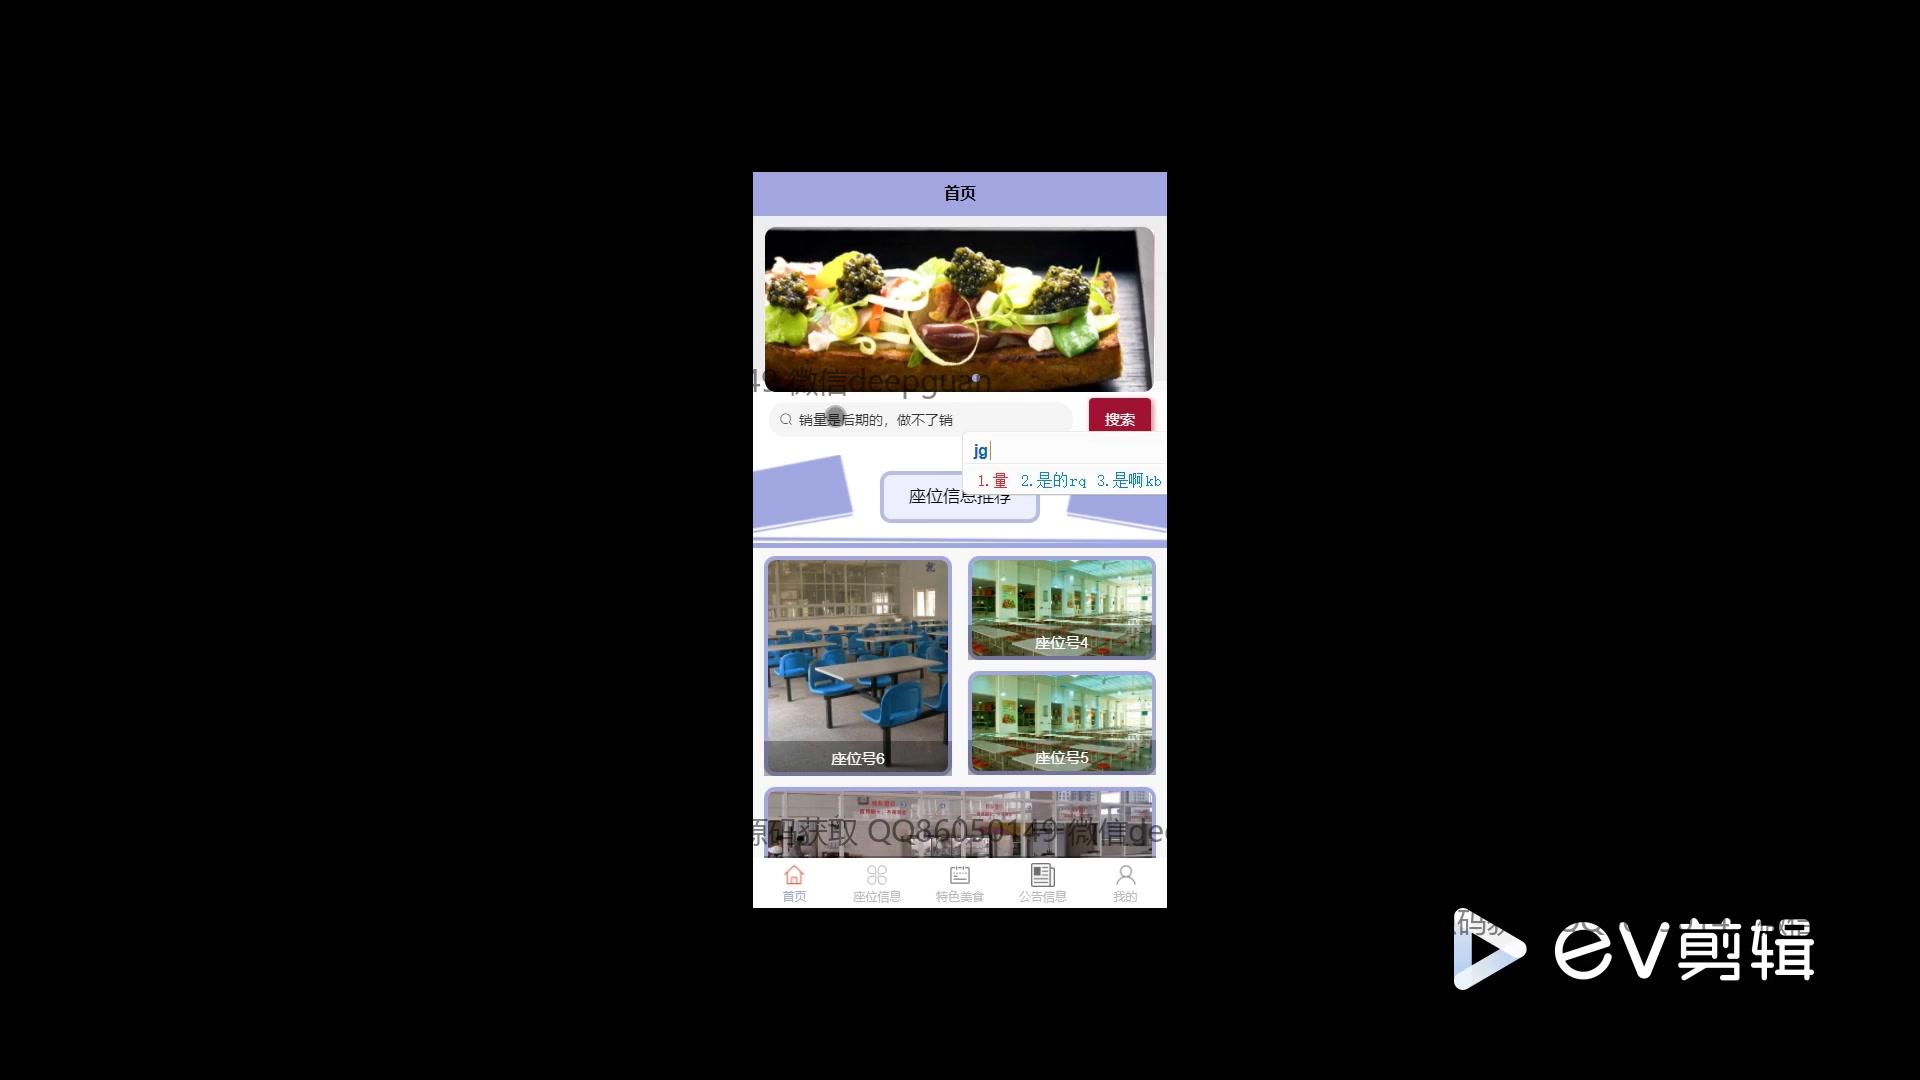 首页
微信deepguan
销量是后期的，做不了销
搜索
jg
1.量 2.是的rq 3.是啊kb
座位信息推荐
座位号4
座位号6
座位号5
源码获取 QQ86050149 微信dee
首页
座位信息
特色美食
公告信息
我的
ev剪辑